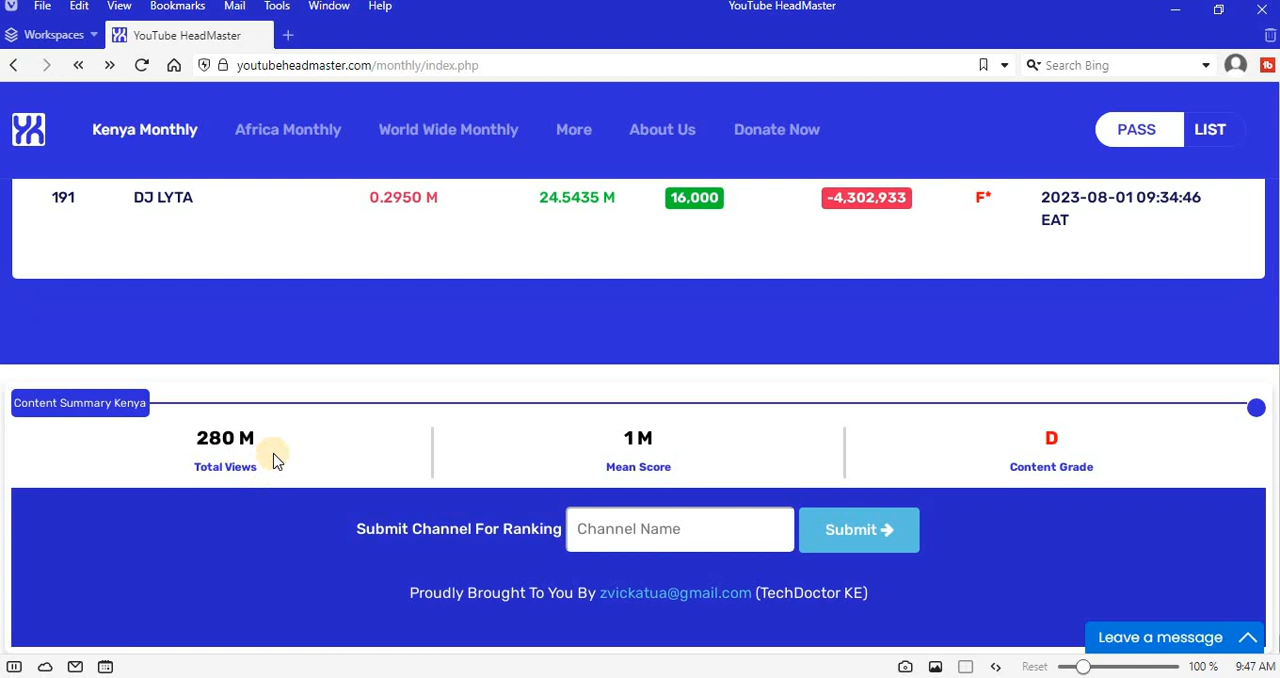 File Edit View Bookmarks Mail Tools Window Help
YouTube HeadMaster
Workspaces
YouTube HeadMaster
youtubeheadmaster.com/monthly/index.php
Search Bing
Kenya Monthly Africa Monthly World Wide Monthly More About Us Donate Now
PASS LIST
191 DJ LYTA 0.2950 M 24.5435 M 16,000 -4,302,933 F* 2023-08-01 09:34:46
EAT
Content Summary Kenya
280 M 1 M D
Total Views Mean Score Content Grade
Submit Channel For Ranking Channel Name Submit
Proudly Brought To You By zvickatua@gmail.com (TechDoctor KE)
Leave a message
Reset 100 % 9:47 AM